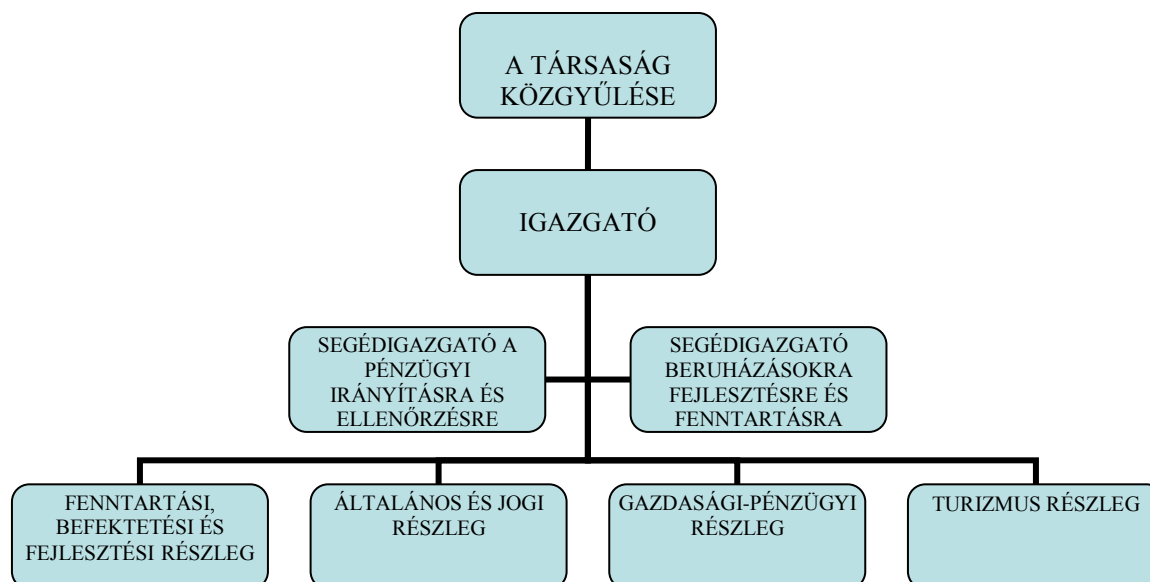 A TÁRSASÁG
KÖZGYŰLÉSE
IGAZGATÓ
SEGÉDIGAZGATÓ A
PÉNZÜGYI
IRÁNYÍTÁSRA ÉS
ELLENŐRZÉSRE
SEGÉDIGAZGATÓ
BERUHÁZÁSOKRA
FEJLESZTÉSRE ÉS
FENNTARTÁSRA
FENNTARTÁSI,
BEFEKTETÉSI ÉS
FEJLESZTÉSI RÉSZLEG
ÁLTALÁNOS ÉS JOGI
RÉSZLEG
GAZDASÁGI-PÉNZÜGYI
RÉSZLEG
TURIZMUS RÉSZLEG